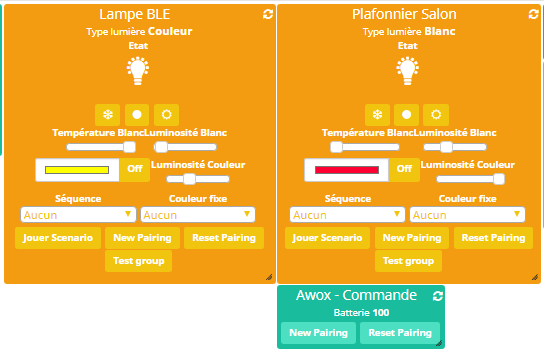 Lampe BLE
Type lumière Couleur
Etat
Température Blanc Luminosité Blanc
Off
Luminosité Couleur
Séquence Couleur fixe
Aucun Aucun
Jouer Scenario New Pairing Reset Pairing
Test group
Plafonnier Salon
Type lumière Blanc
Etat
Température Blanc Luminosité Blanc
Off
Luminosité Couleur
Séquence Couleur fixe
Aucun Aucun
Jouer Scenario New Pairing Reset Pairing
Test group
Awox - Commande
Batterie 100
New Pairing Reset Pairing